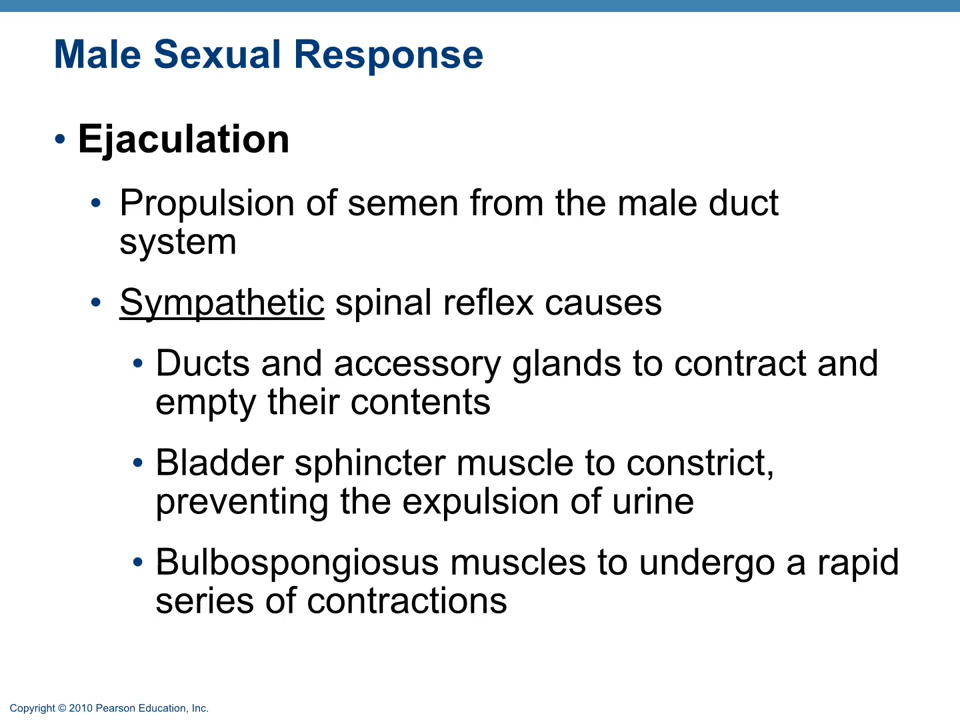 Male Sexual Response
• Ejaculation
• Propulsion of semen from the male duct
system
• Sympathetic spinal reflex causes
• Ducts and accessory glands to contract and
empty their contents
• Bladder sphincter muscle to constrict,
preventing the expulsion of urine
• Bulbospongiosus muscles to undergo a rapid
series of contractions
Copyright © 2010 Pearson Education, Inc.